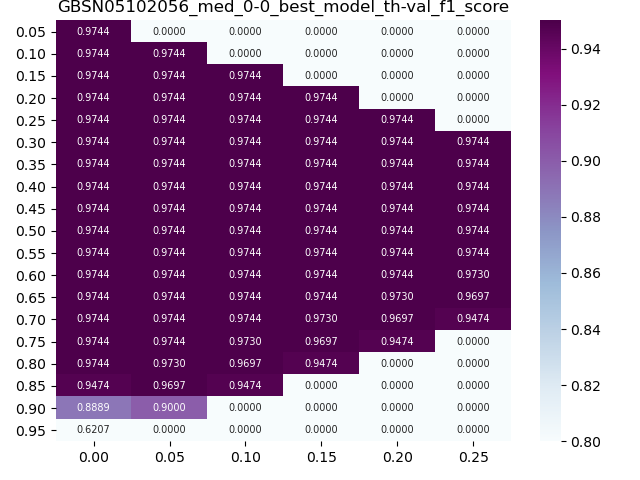 GBSN05102056_med_0-0_best_model_th-val_f1_score
0.05 0.9744 0.0000 0.0000 0.0000 0.0000 0.0000
0.10 0.9744 0.9744 0.0000 0.0000 0.0000 0.0000
0.15 0.9744 0.9744 0.9744 0.0000 0.0000 0.0000
0.20 0.9744 0.9744 0.9744 0.9744 0.0000 0.0000
0.25 0.9744 0.9744 0.9744 0.9744 0.9744 0.0000
0.30 0.9744 0.9744 0.9744 0.9744 0.9744 0.9744
0.35 0.9744 0.9744 0.9744 0.9744 0.9744 0.9744
0.40 0.9744 0.9744 0.9744 0.9744 0.9744 0.9744
0.45 0.9744 0.9744 0.9744 0.9744 0.9744 0.9744
0.50 0.9744 0.9744 0.9744 0.9744 0.9744 0.9744
0.55 0.9744 0.9744 0.9744 0.9744 0.9744 0.9744
0.60 0.9744 0.9744 0.9744 0.9744 0.9744 0.9730
0.65 0.9744 0.9744 0.9744 0.9744 0.9730 0.9697
0.70 0.9744 0.9744 0.9744 0.9730 0.9697 0.9474
0.75 0.9744 0.9744 0.9730 0.9697 0.9474 0.0000
0.80 0.9744 0.9730 0.9697 0.9474 0.0000 0.0000
0.85 0.9474 0.9697 0.9474 0.0000 0.0000 0.0000
0.90 0.8889 0.9000 0.0000 0.0000 0.0000 0.0000
0.95 0.6207 0.0000 0.0000 0.0000 0.0000 0.0000
0.00 0.05 0.10 0.15 0.20 0.25
0.94
0.92
0.90
0.88
0.86
0.84
0.82
0.80